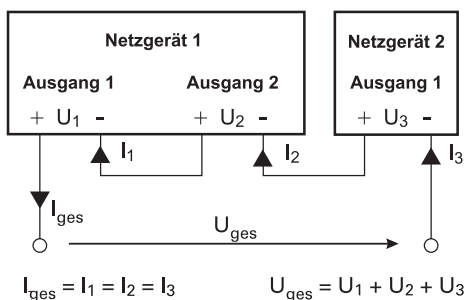 Netzgerät 1
Netzgerät 2
Ausgang 1
Ausgang 2
Ausgang 1
+ U1 -
+ U2 -
+ U3 -
I1
I2
I3
Iges
Uges
Iges = I1 = I2 = I3
Uges = U1 + U2 + U3